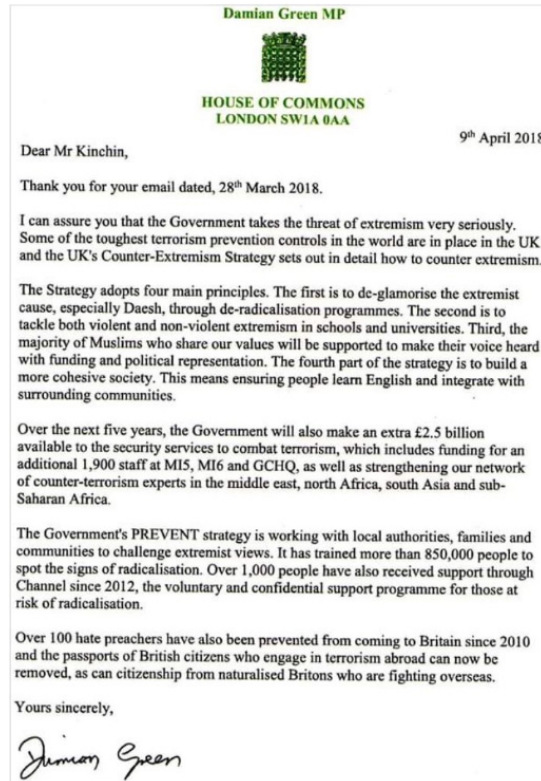 Damian Green MP
HOUSE OF COMMONS
LONDON SW1A 0AA
9th April 2018
Dear Mr Kinchin,
Thank you for your email dated, 28th March 2018.
I can assure you that the Government takes the threat of extremism very seriously.
Some of the toughest terrorism prevention controls in the world are in place in the UK
and the UK's Counter-Extremism Strategy sets out in detail how to counter extremism.
The Strategy adopts four main principles. The first is to de-glamorise the extremist
cause, especially Daesh, through de-radicalisation programmes. The second is to
tackle both violent and non-violent extremism in schools and universities. Third, the
majority of Muslims who share our values will be supported to make their voice heard
with funding and political representation. The fourth part of the strategy is to build a
more cohesive society. This means ensuring people learn English and integrate with
surrounding communities.
Over the next five years, the Government will also make an extra £2.5 billion
available to the security services to combat terrorism, which includes funding for an
additional 1,900 staff at MI5, MI6 and GCHQ, as well as strengthening our network
of counter-terrorism experts in the middle east, north Africa, south Asia and sub-
Saharan Africa.
The Government's PREVENT strategy is working with local authorities, families and
communities to challenge extremist views. It has trained more than 850,000 people to
spot the signs of radicalisation. Over 1,000 people have also received support through
Channel since 2012, the voluntary and confidential support programme for those at
risk of radicalisation.
Over 100 hate preachers have also been prevented from coming to Britain since 2010
and the passports of British citizens who engage in terrorism abroad can now be
removed, as can citizenship from naturalised Britons who are fighting overseas.
Yours sincerely,
Damian Green